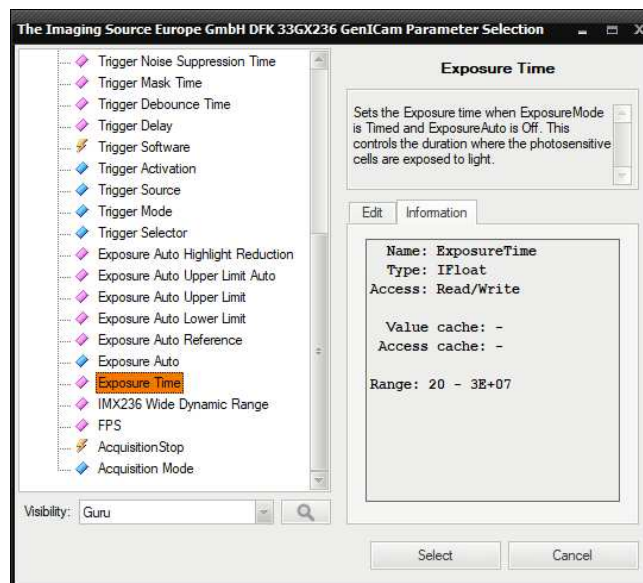 The Imaging Source Europe GmbH DFK 33GX236 GenICam Parameter Selection
Trigger Noise Suppression Time
Trigger Mask Time
Trigger Debounce Time
Trigger Delay
Trigger Software
Trigger Activation
Trigger Source
Trigger Mode
Trigger Selector
Exposure Auto Highlight Reduction
Exposure Auto Upper Limit Auto
Exposure Auto Upper Limit
Exposure Auto Lower Limit
Exposure Auto Reference
Exposure Auto
Exposure Time
IMX236 Wide Dynamic Range
FPS
AcquisitionStop
Acquisition Mode
Visibility: Guru
Exposure Time
Sets the Exposure time when ExposureMode
is Timed and ExposureAuto is Off. This
controls the duration where the photosensitive
cells are exposed to light.
Edit Information
Name: ExposureTime
Type: IFloat
Access: Read/Write
Value cache: -
Access cache: -
Range: 20 - 3E+07
Select Cancel